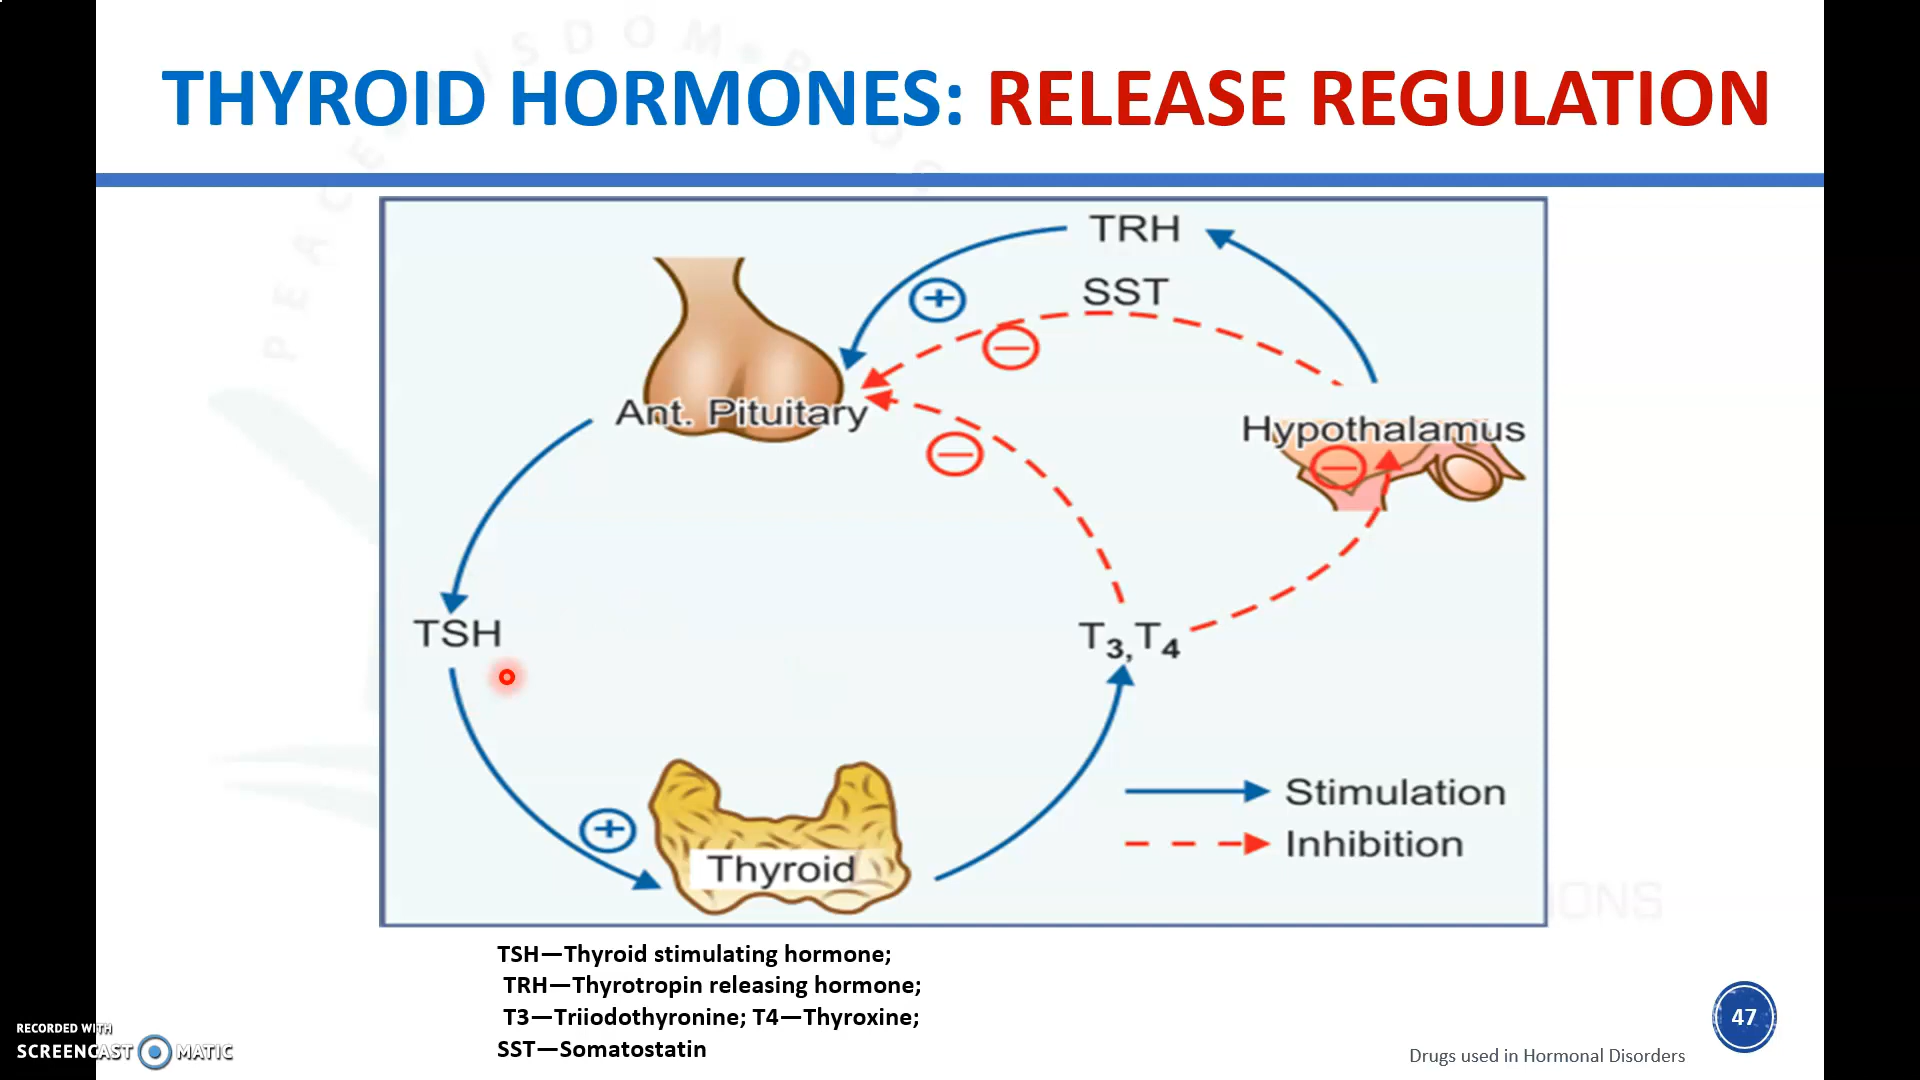 THYROID HORMONES: RELEASE REGULATION
TRH
SST
Ant. Pituitary
Hypothalamus
TSH
T3,T4
Thyroid
Stimulation
Inhibition
TSH—Thyroid stimulating hormone;
TRH—Thyrotropin releasing hormone;
T3—Triiodothyronine; T4—Thyroxine;
SST—Somatostatin
Drugs used in Hormonal Disorders
47
RECORDED WITH
SCREENCAST MATIC